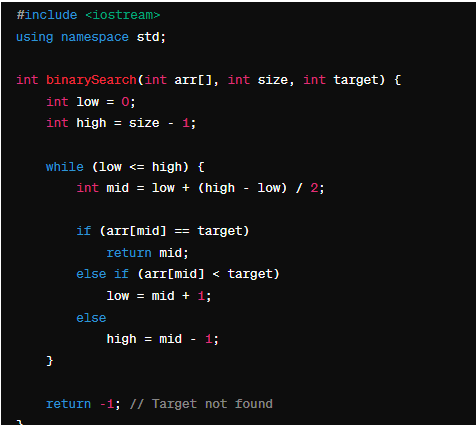 #include <iostream>
using namespace std;
int binarySearch(int arr[], int size, int target) {
int low = 0;
int high = size - 1;
while (low <= high) {
int mid = low + (high - low) / 2;
if (arr[mid] == target)
return mid;
else if (arr[mid] < target)
low = mid + 1;
else
high = mid - 1;
}
return -1; // Target not found
}